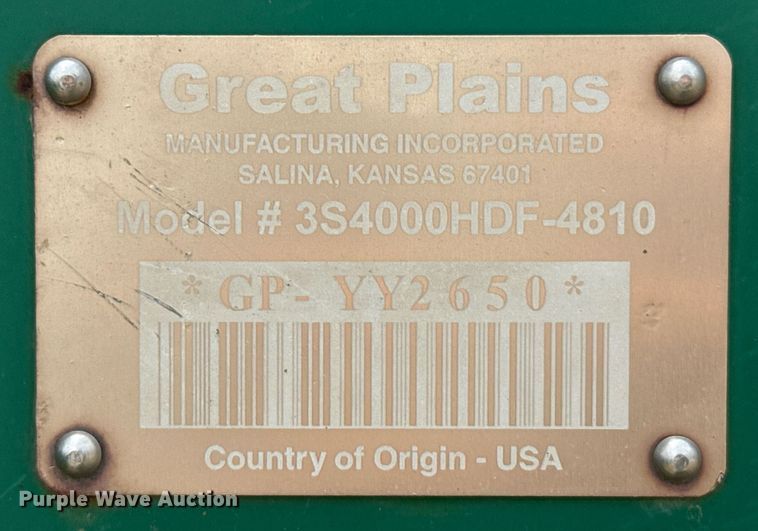 Great Plains
MANUFACTURING INCORPORATED
SALINA, KANSAS 67401
Model # 3S4000HDF-4810
*GP-YY2650*
Country of Origin - USA
Purple Wave Auction